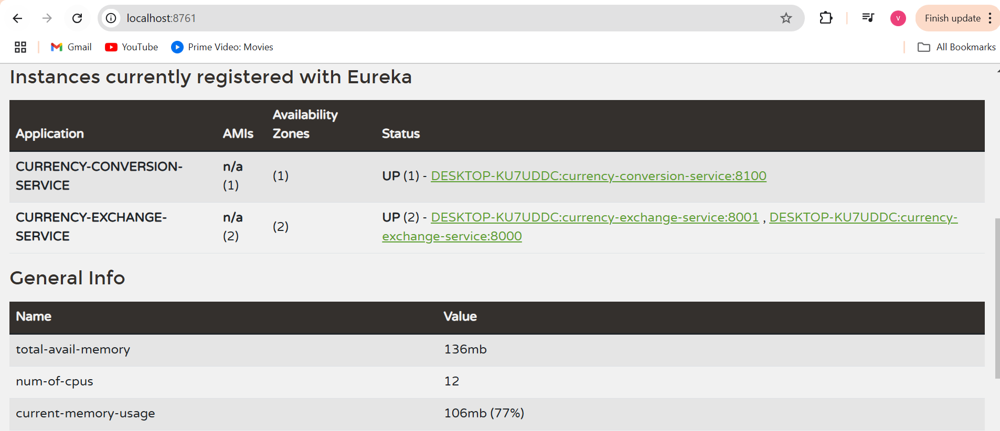 localhost:8761
V
Finish update
Gmail
YouTube
Prime Video: Movies
All Bookmarks
Instances currently registered with Eureka
Application AMIs Availability Zones Status
CURRENCY-CONVERSION-SERVICE n/a (1) (1) UP (1) - DESKTOP-KU7UDDC:currency-conversion-service:8100
CURRENCY-EXCHANGE-SERVICE n/a (2) (2) UP (2) - DESKTOP-KU7UDDC:currency-exchange-service:8001 , DESKTOP-KU7UDDC:currency-exchange-service:8000
General Info
Name Value
total-avail-memory 136mb
num-of-cpus 12
current-memory-usage 106mb (77%)